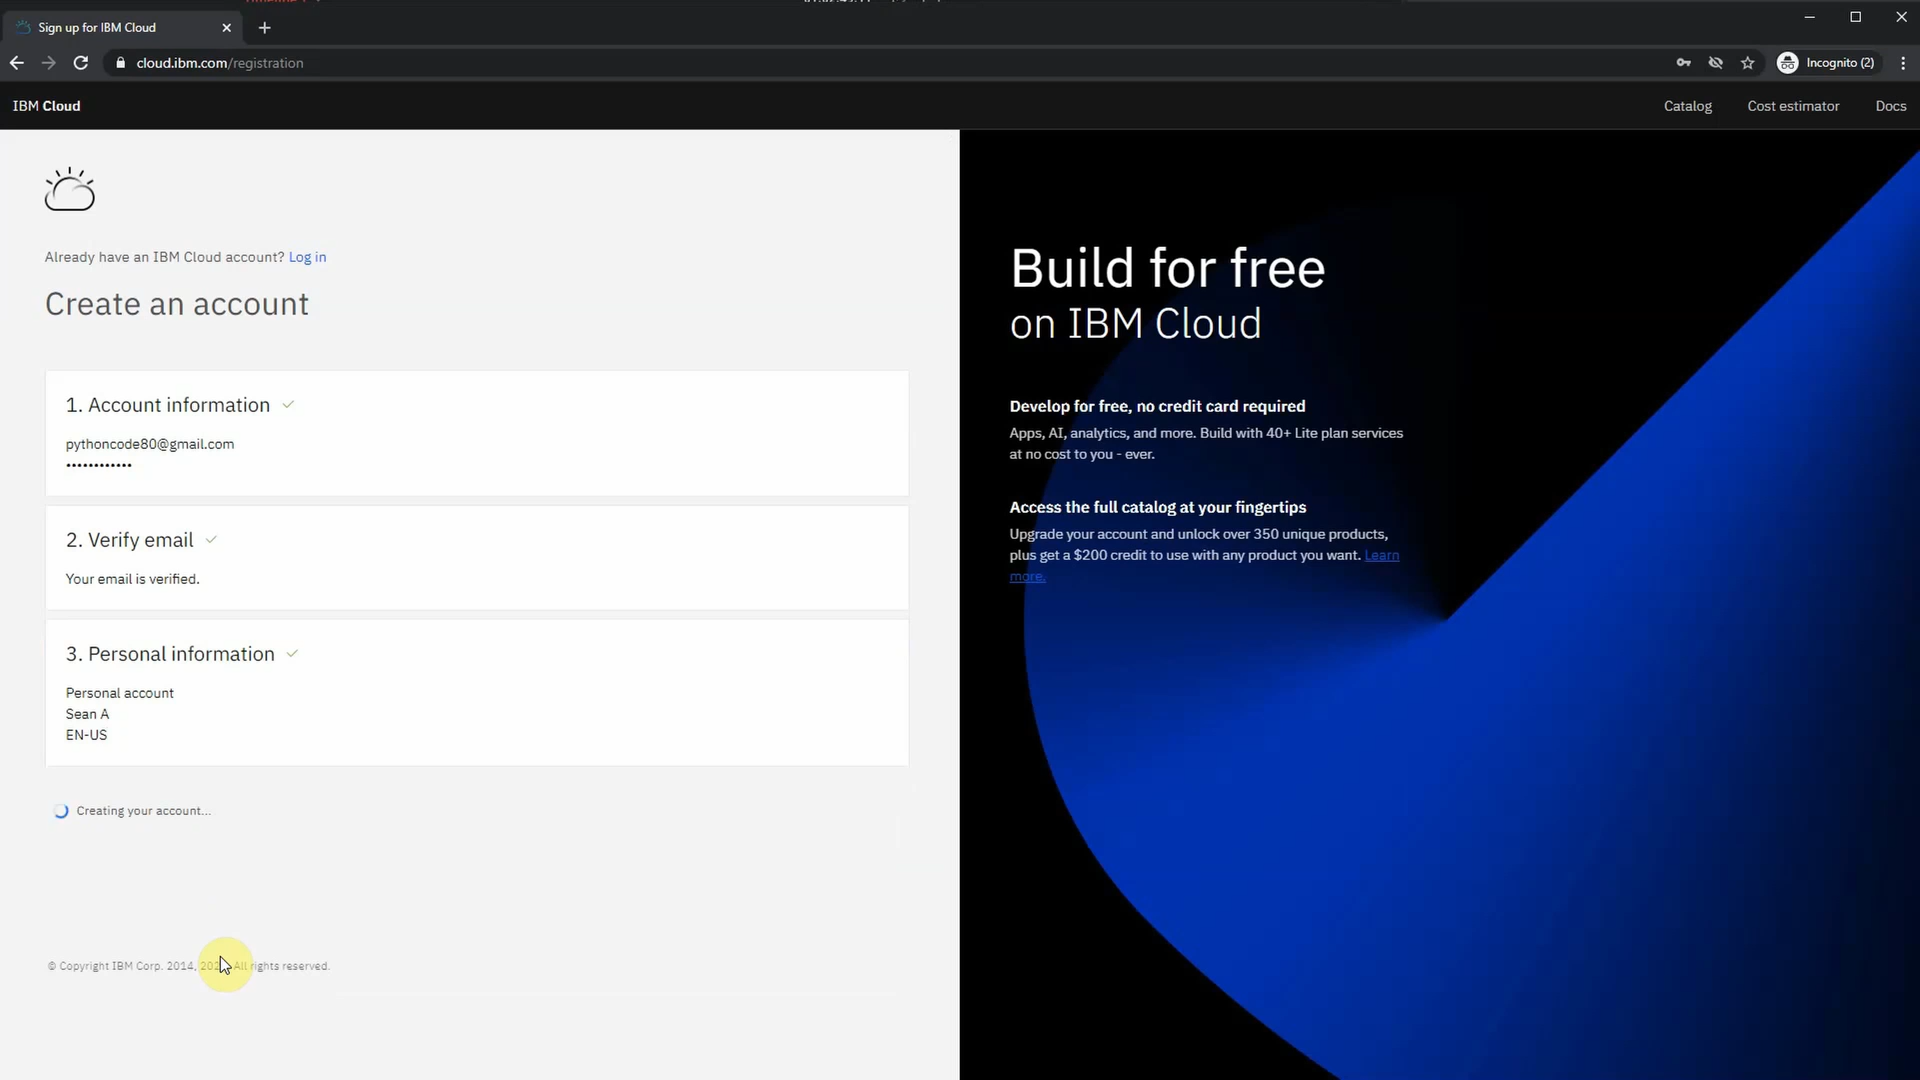 Sign up for IBM Cloud
cloud.ibm.com/registration
Incognito (2)
IBM Cloud
Catalog
Cost estimator
Docs
Already have an IBM Cloud account? Log in
Create an account
1. Account information
pythoncode80@gmail.com
••••••••••••
2. Verify email
Your email is verified.
3. Personal information
Personal account
Sean A
EN-US
Creating your account...
© Copyright IBM Corp. 2014, All rights reserved.
Build for free
on IBM Cloud
Develop for free, no credit card required
Apps, AI, analytics, and more. Build with 40+ Lite plan services
at no cost to you - ever.
Access the full catalog at your fingertips
Upgrade your account and unlock over 350 unique products,
plus get a $200 credit to use with any product you want. Learn
more.